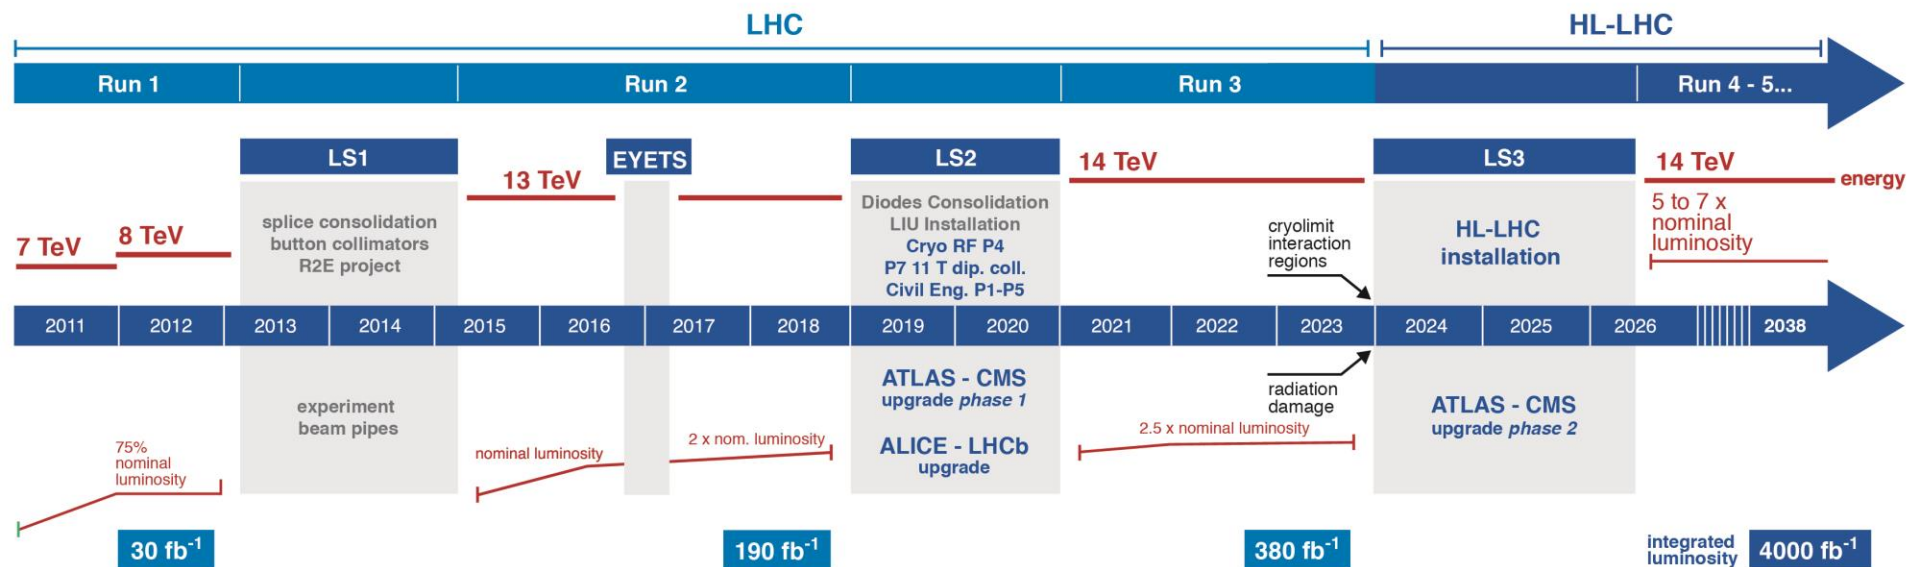 LHC
HL-LHC
Run 1
Run 2
Run 3
Run 4 - 5...
LS1
EYETS
LS2
LS3
7 TeV
8 TeV
13 TeV
14 TeV
14 TeV
energy
splice consolidation
button collimators
R2E project
Diodes Consolidation
LIU Installation
Cryo RF P4
P7 11 T dip. coll.
Civil Eng. P1-P5
cryolimit
interaction
regions
HL-LHC
installation
5 to 7 x
nominal
luminosity
2011
2012
2013
2014
2015
2016
2017
2018
2019
2020
2021
2022
2023
2024
2025
2026
2038
75%
nominal
luminosity
experiment
beam pipes
nominal luminosity
2 x nom. luminosity
ATLAS - CMS
upgrade phase 1
ALICE - LHCb
upgrade
radiation
damage
2.5 x nominal luminosity
ATLAS - CMS
upgrade phase 2
30 fb⁻¹
190 fb⁻¹
380 fb⁻¹
integrated
luminosity
4000 fb⁻¹